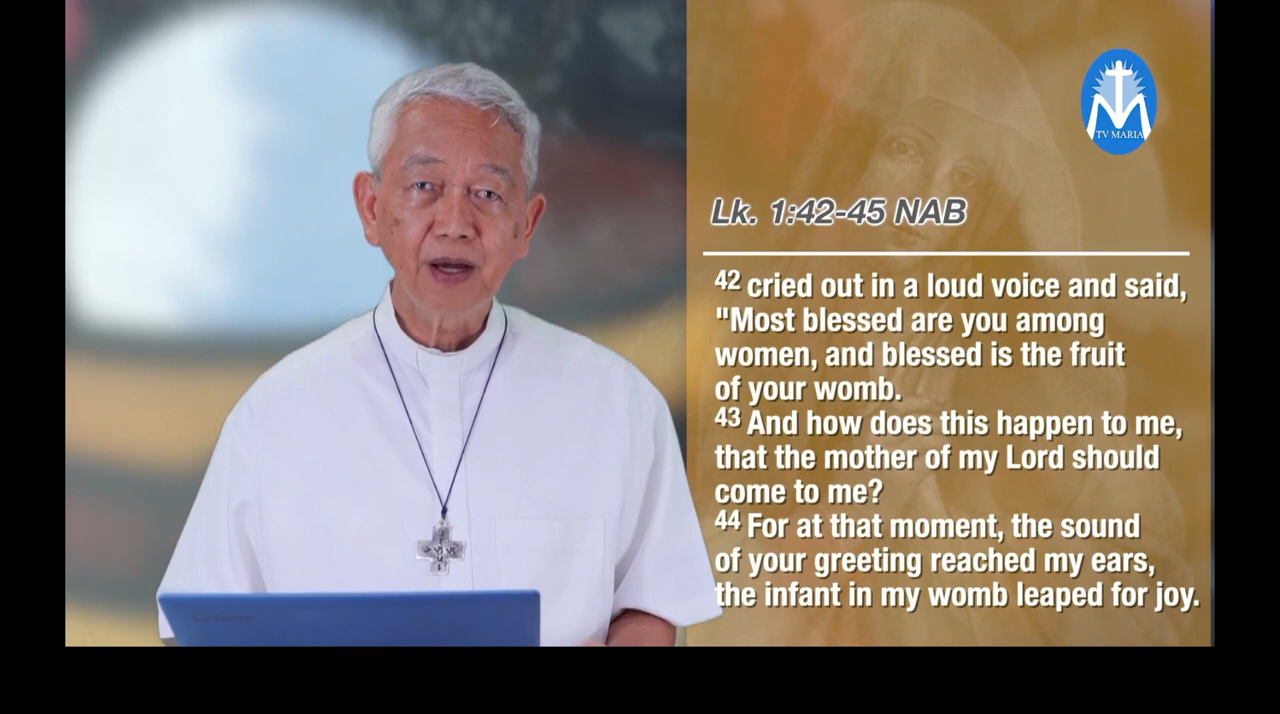 TV MARIA
Lk. 1:42-45 NAB
42 cried out in a loud voice and said,
"Most blessed are you among
women, and blessed is the fruit
of your womb.
43 And how does this happen to me,
that the mother of my Lord should
come to me?
44 For at that moment, the sound
of your greeting reached my ears,
the infant in my womb leaped for joy.